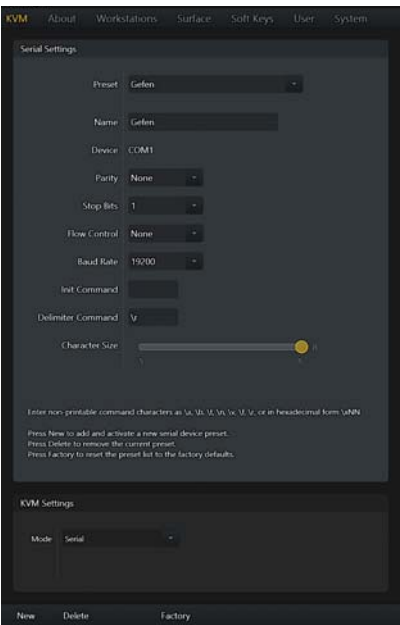 KVM About Workstations Surface Soft Keys User System
Serial Settings
Preset Gefen
Name Gefen
Device COM1
Parity None
Stop Bits 1
Flow Control None
Baud Rate 19200
Init Command
Delimiter Command \r
Character Size 8
5 8
Enter non-printable command characters as \a, \b, \f, \n, \v, \f, \r, or in hexadecimal form \xNN
Press New to add and activate a new serial device preset.
Press Delete to remove the current preset.
Press Factory to reset the preset list to the factory defaults.
KVM Settings
Mode Serial
New Delete Factory